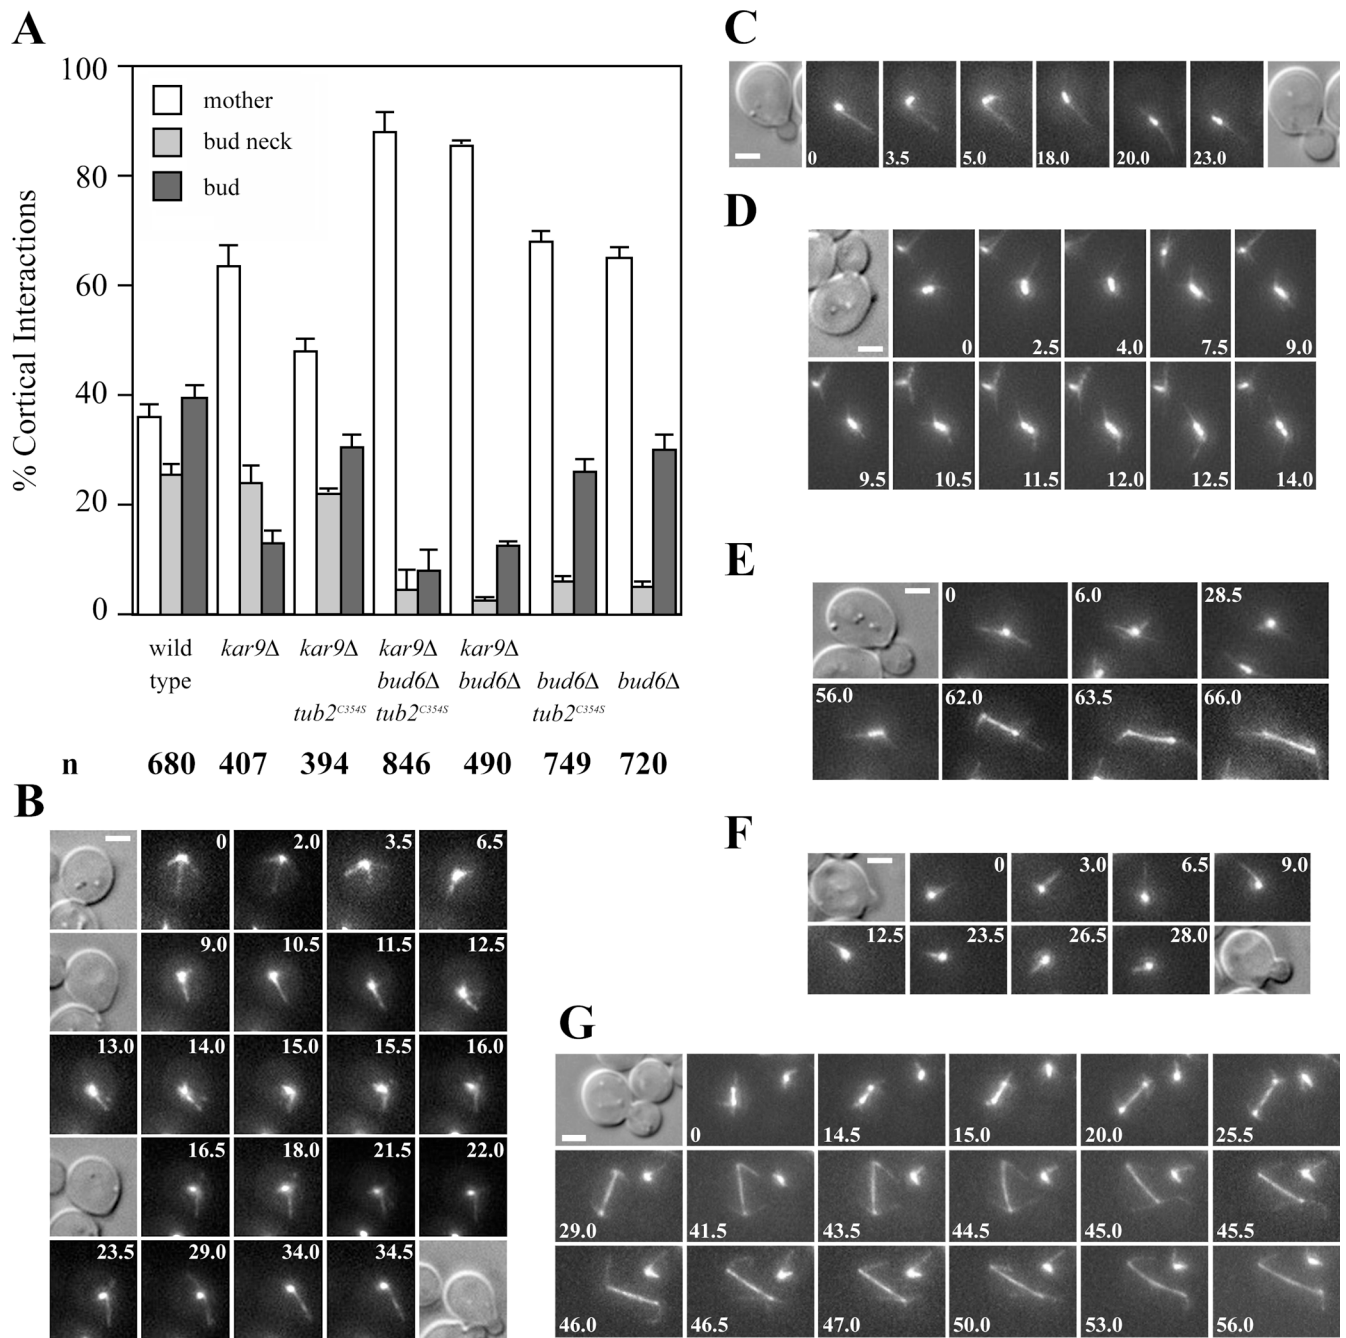 A
% Cortical Interactions
100
80
60
40
20
0
mother
bud neck
bud
wild type
kar9Δ
kar9Δ tub2C354S
kar9Δ bud6Δ tub2C354S
kar9Δ bud6Δ
bud6Δ tub2C354S
bud6Δ
n 680 407 394 846 490 749 720
B
0 2.0 3.5 6.5
9.0 10.5 11.5 12.5
13.0 14.0 15.0 15.5 16.0
16.5 18.0 21.5 22.0
23.5 29.0 34.0 34.5
C
0 3.5 5.0 18.0 20.0 23.0
D
0 2.5 4.0 7.5 9.0
9.5 10.5 11.5 12.0 12.5 14.0
E
0 6.0 28.5
56.0 62.0 63.5 66.0
F
0 3.0 6.5 9.0
12.5 23.5 26.5 28.0
G
0 14.5 15.0 20.0 25.5
29.0 41.5 43.5 44.5 45.0 45.5
46.0 46.5 47.0 50.0 53.0 56.0